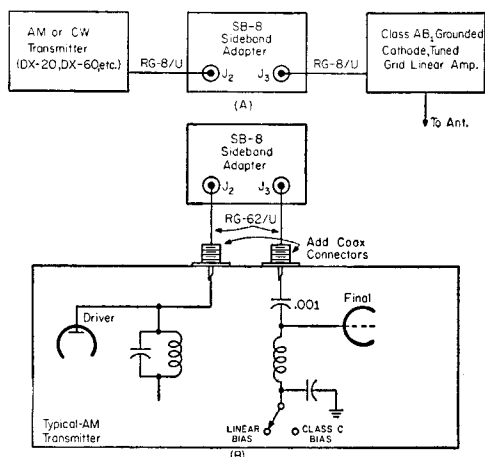 AM or CW
Transmitter
(DX-20, DX-60, etc.)
RG-8/U
SB-8
Sideband
Adapter
J2
J3
RG-8/U
Class AB, Grounded
Cathode, Tuned
Grid Linear Amp.
(A)
To Ant.
SB-8
Sideband
Adapter
J2
J3
RG-62/U
Add Coax
Connectors
.001
Driver
Final
Typical-AM
Transmitter
LINEAR
BIAS
CLASS C
BIAS
(B)